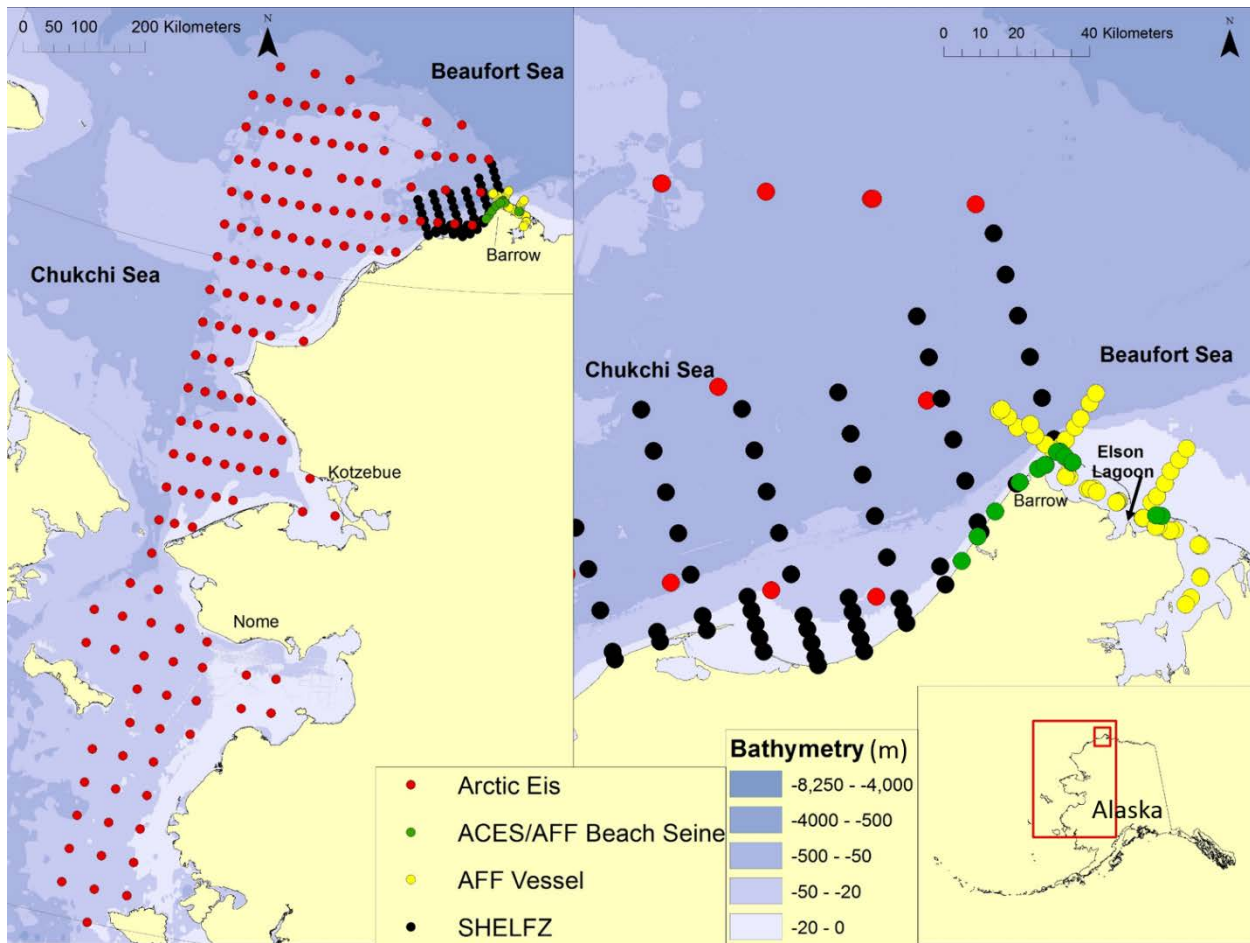 0 50 100 200 Kilometers
N
Beaufort Sea
Chukchi Sea
Barrow
Kotzebue
Nome
0 10 20 40 Kilometers
N
Chukchi Sea
Beaufort Sea
Elson
Lagoon
Barrow
Arctic Eis
ACES/AFF Beach Seine
AFF Vessel
SHELFZ
Bathymetry (m)
-8,250 - -4,000
-4000 - -500
-500 - -50
-50 - -20
-20 - 0
Alaska